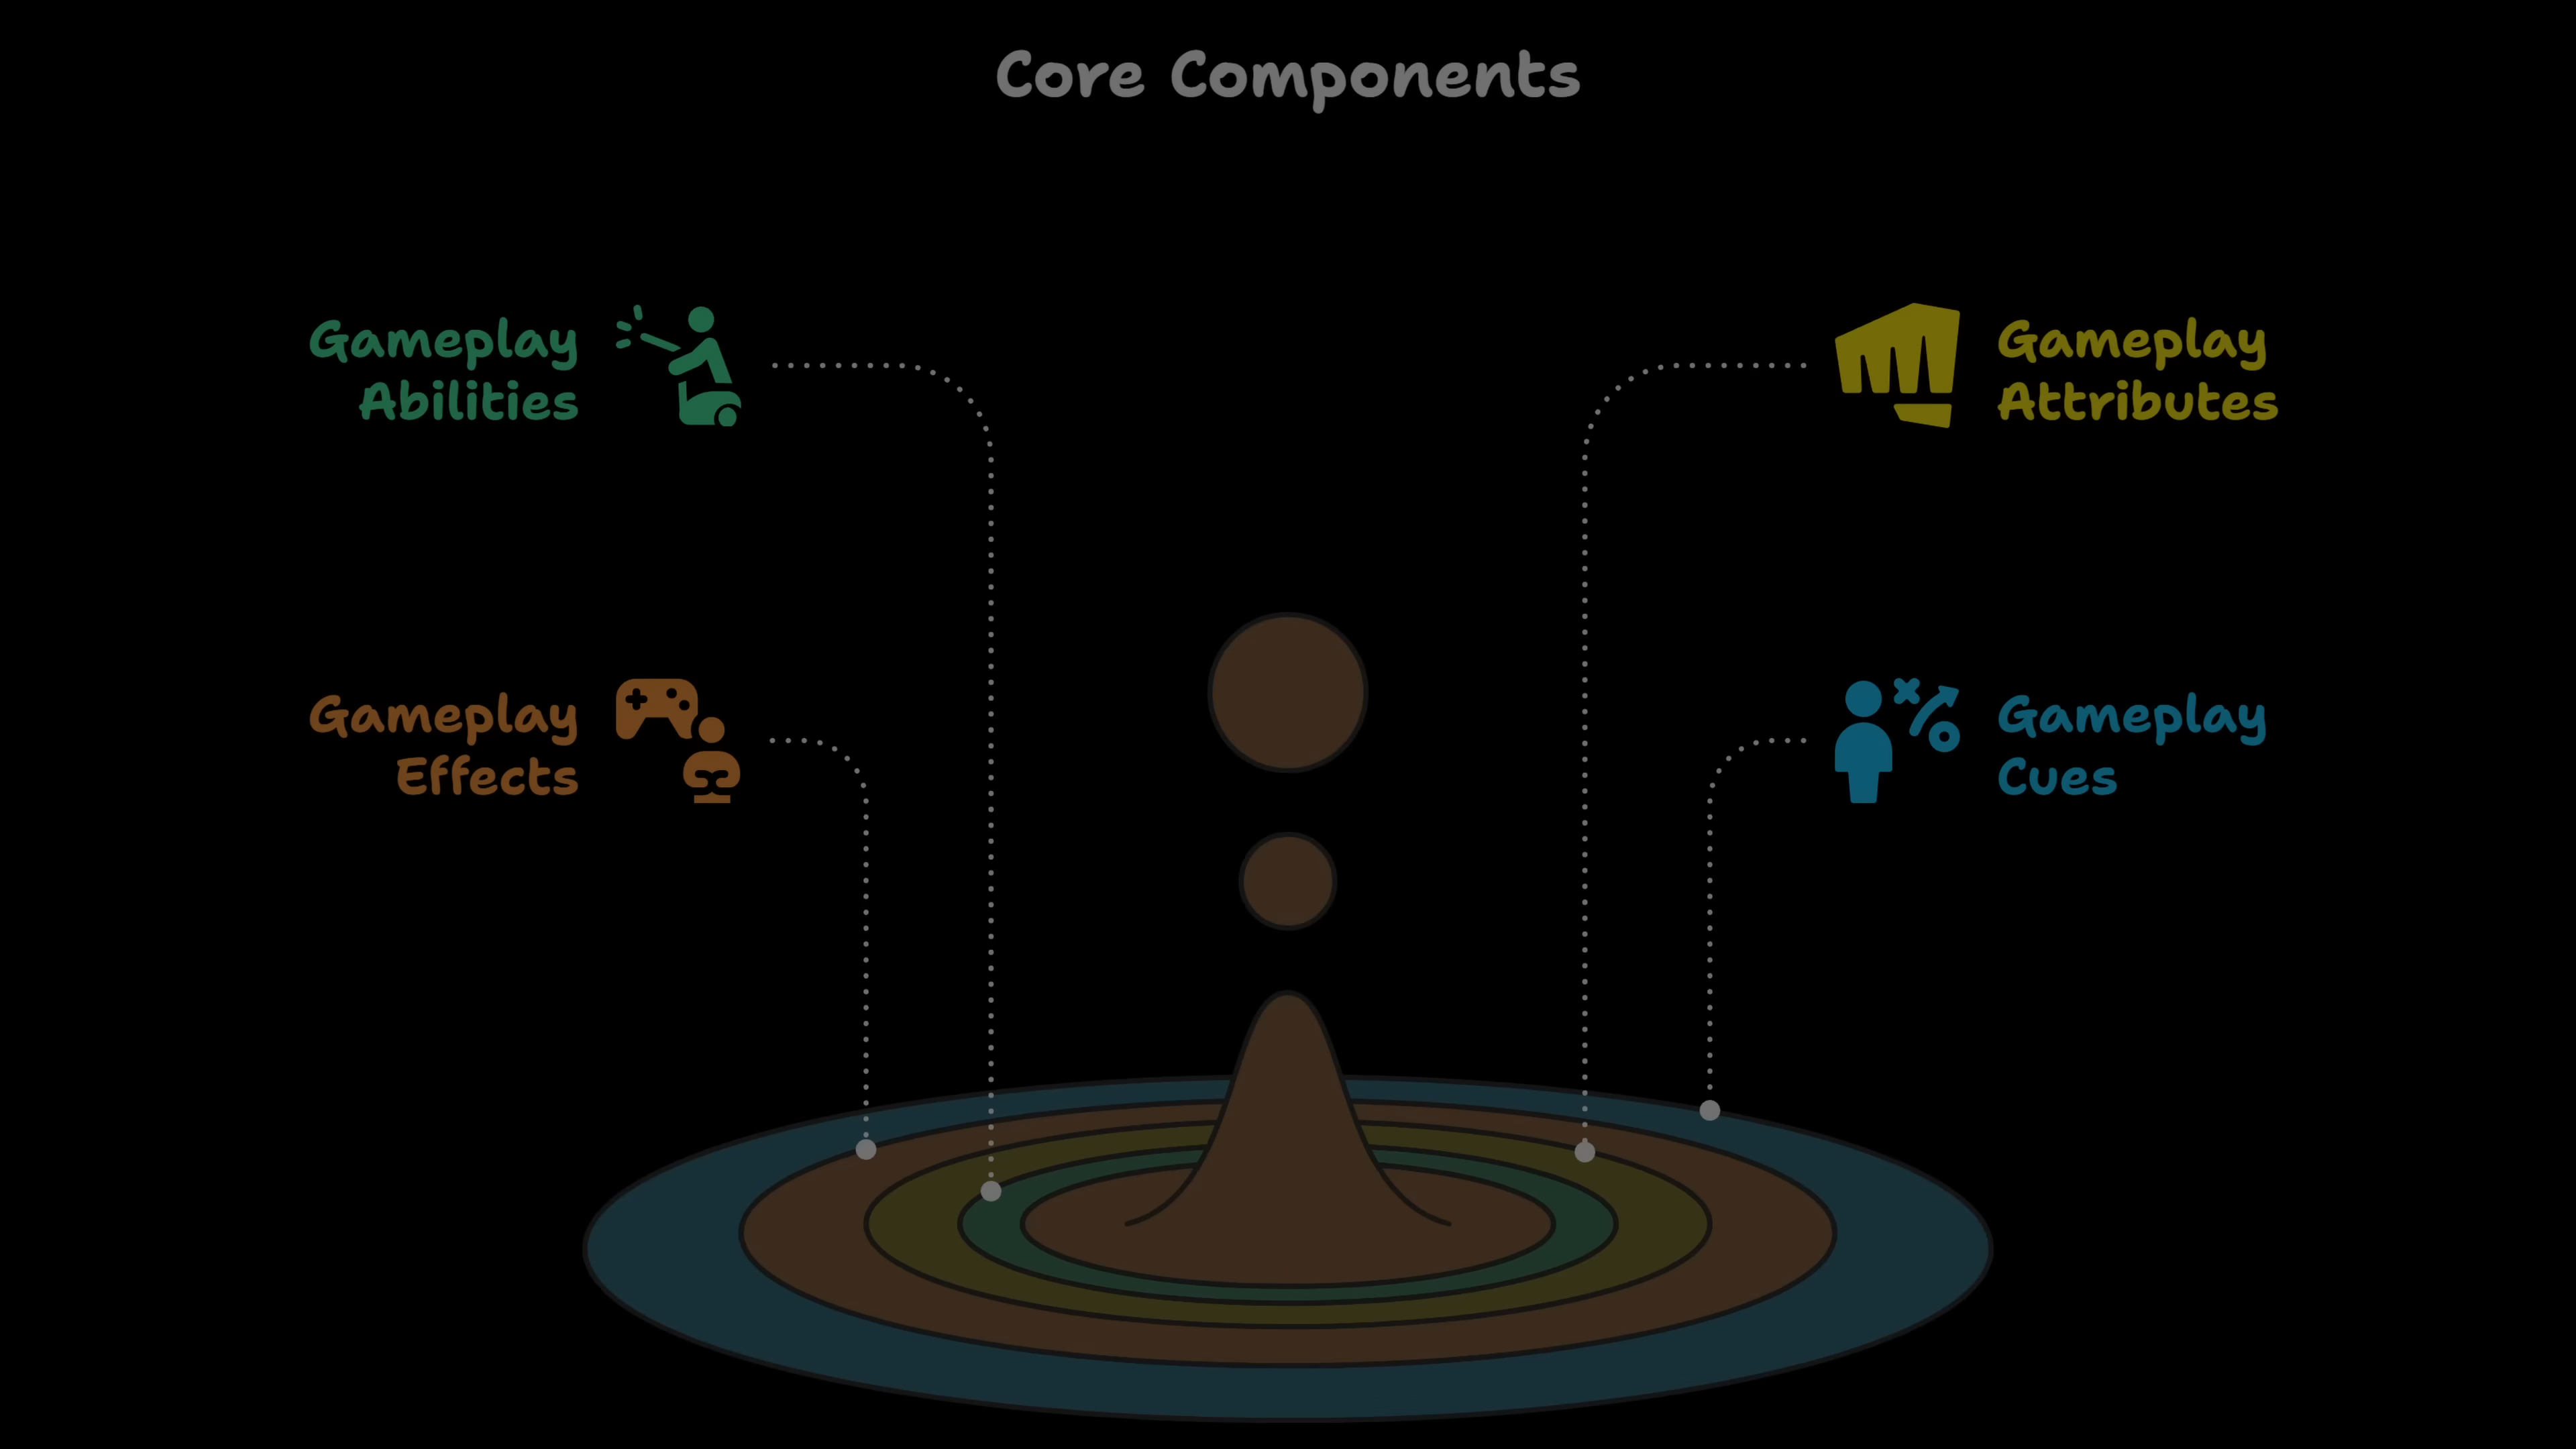 Core Components
Gameplay
Abilities
Gameplay
Attributes
Gameplay
Effects
Gameplay
Cues